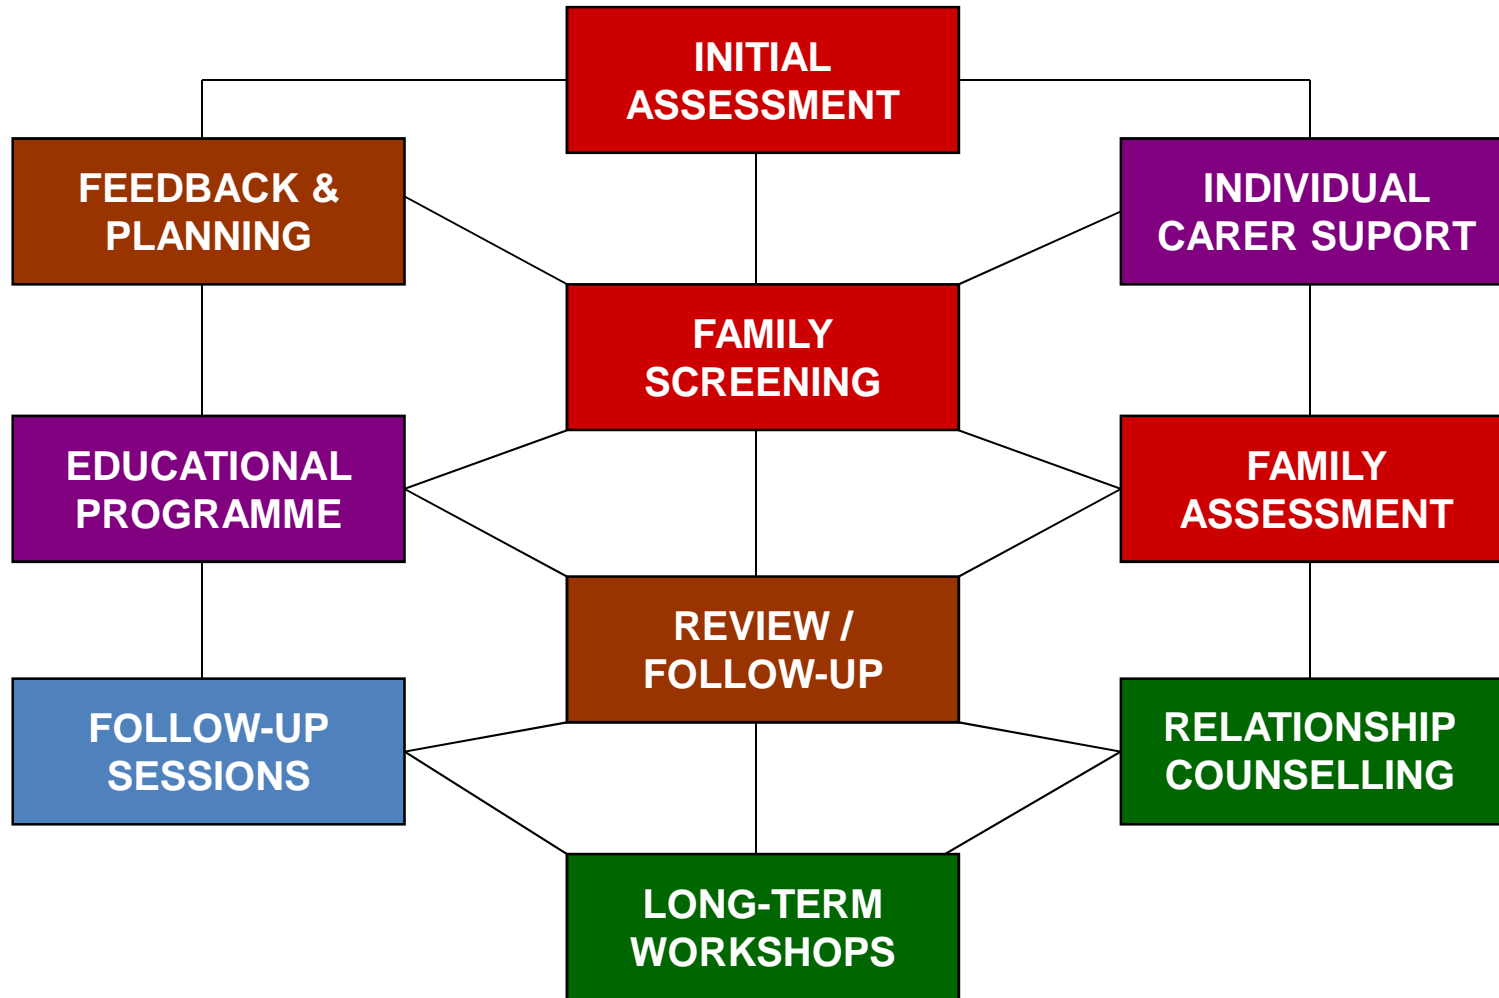 INITIAL
ASSESSMENT
FEEDBACK &
PLANNING
INDIVIDUAL
CARER SUPORT
FAMILY
SCREENING
EDUCATIONAL
PROGRAMME
FAMILY
ASSESSMENT
REVIEW /
FOLLOW-UP
FOLLOW-UP
SESSIONS
RELATIONSHIP
COUNSELLING
LONG-TERM
WORKSHOPS